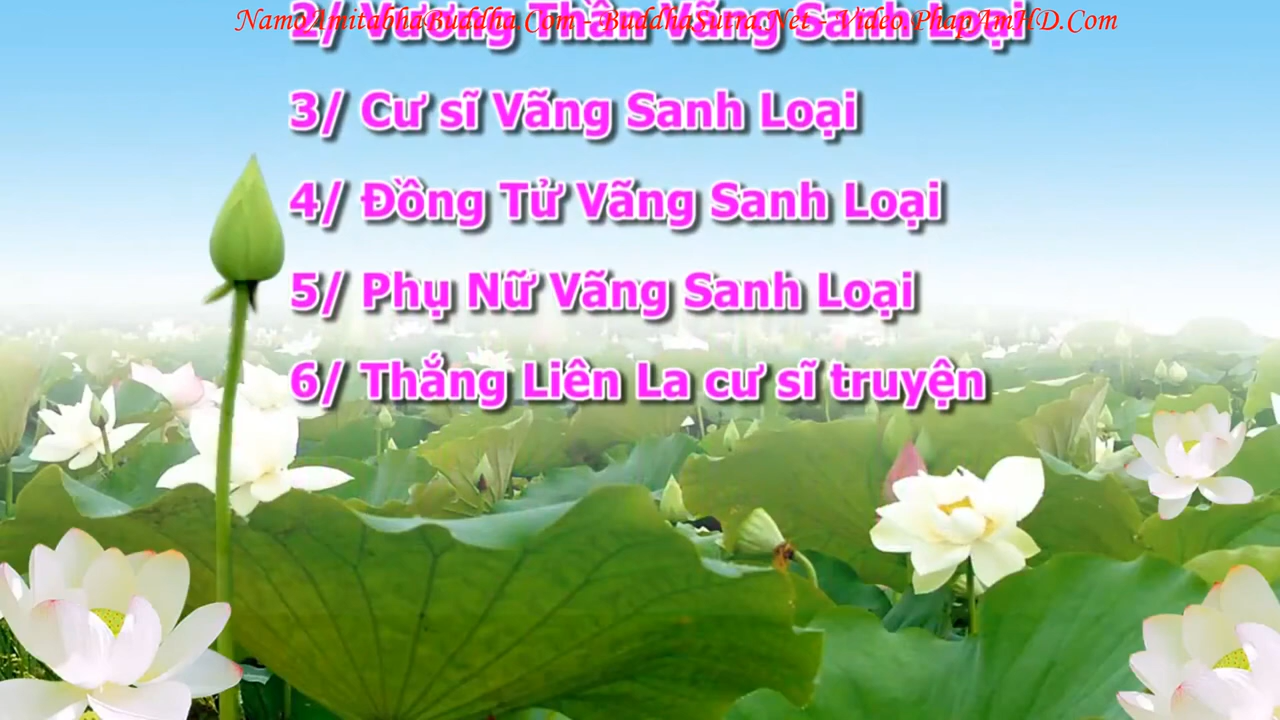 NamoAmitabhaBuddha.Com - BuddhaSutra.Net - Video.PhapAmHD.Com
2/ Vương Thần Vãng Sanh Loại
3/ Cư sĩ Vãng Sanh Loại
4/ Đồng Tử Vãng Sanh Loại
5/ Phụ Nữ Vãng Sanh Loại
6/ Thắng Liên La cư sĩ truyện